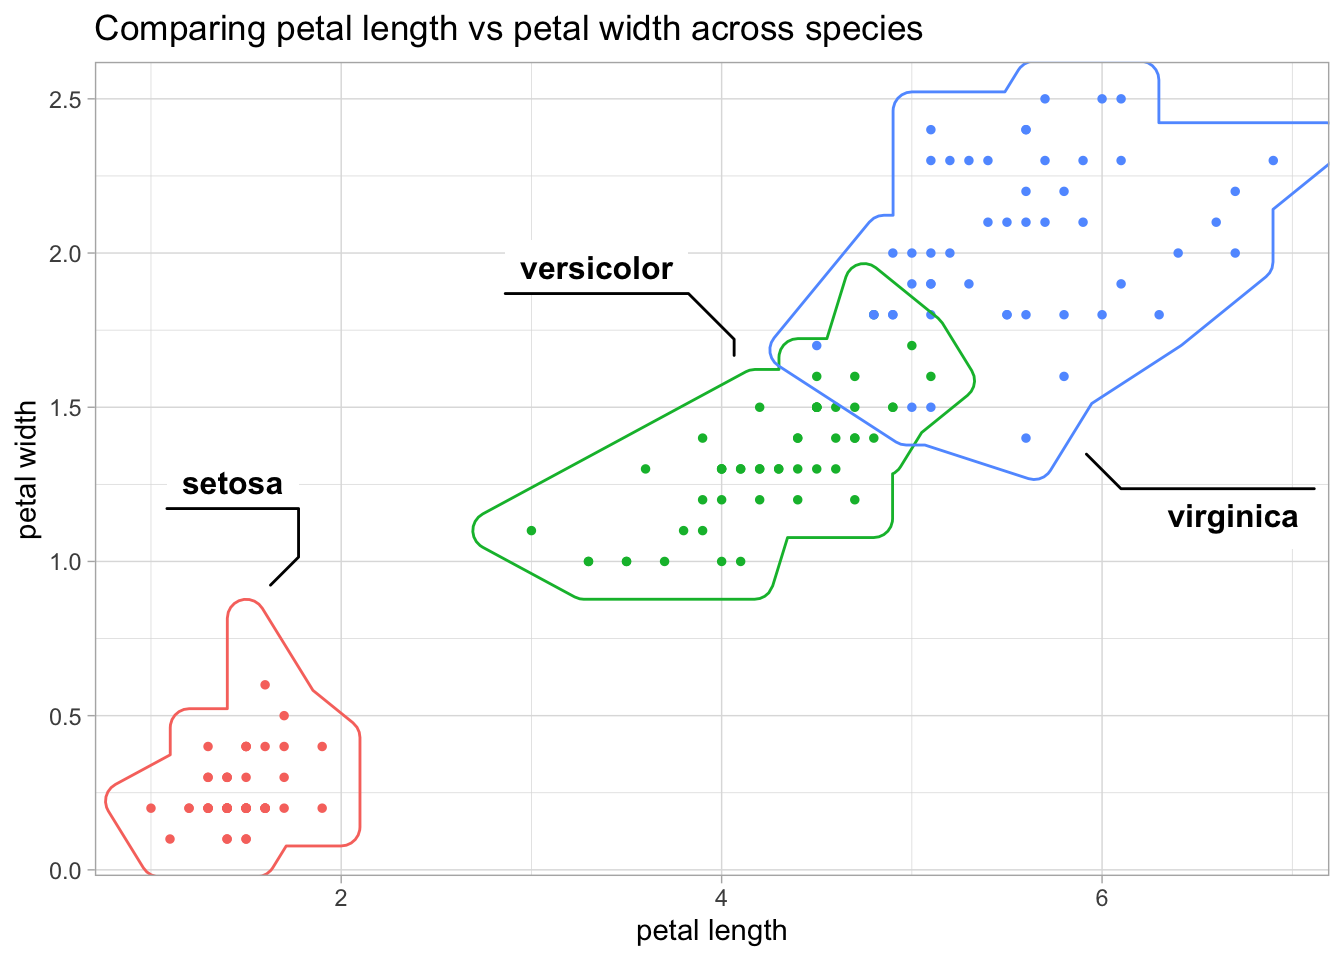 Comparing petal length vs petal width across species
2.5
2.0
1.5
1.0
0.5
0.0
petal width
versicolor
setosa
virginica
2
4
6
petal length